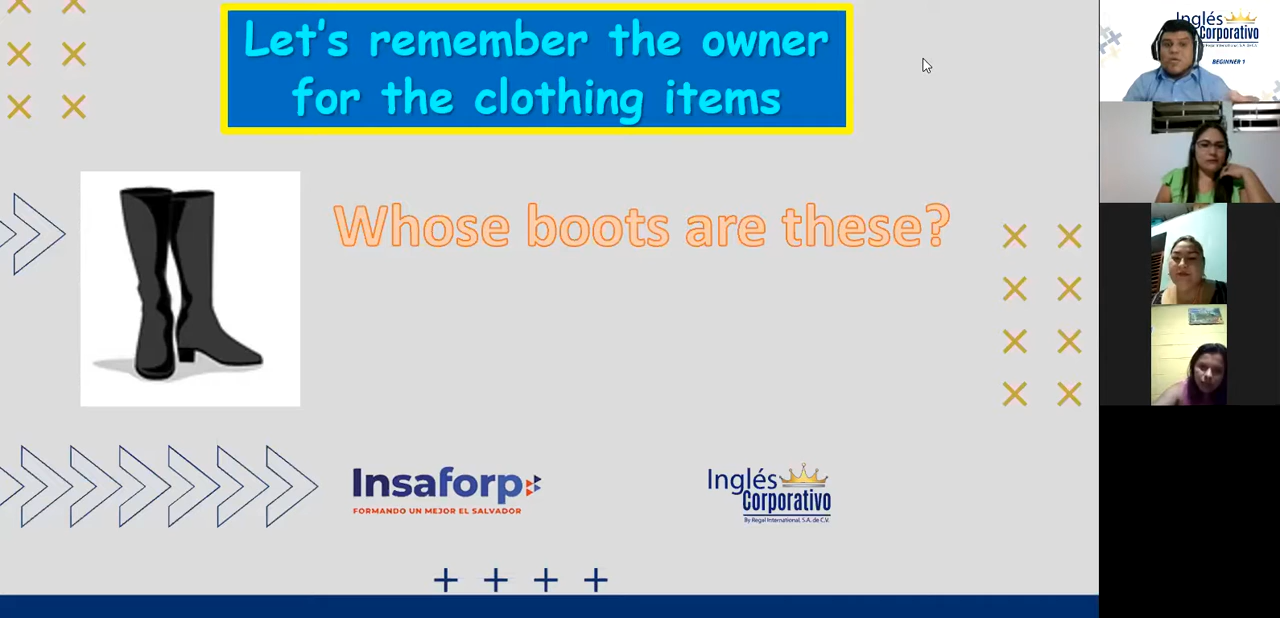 Let's remember the owner
for the clothing items
Whose boots are these?
Insaforp
FORMANDO UN MEJOR EL SALVADOR
Inglés
Corporativo
By Regal International, S.A. de C.V.
Inglés
Corporativo
BEGINNER 1